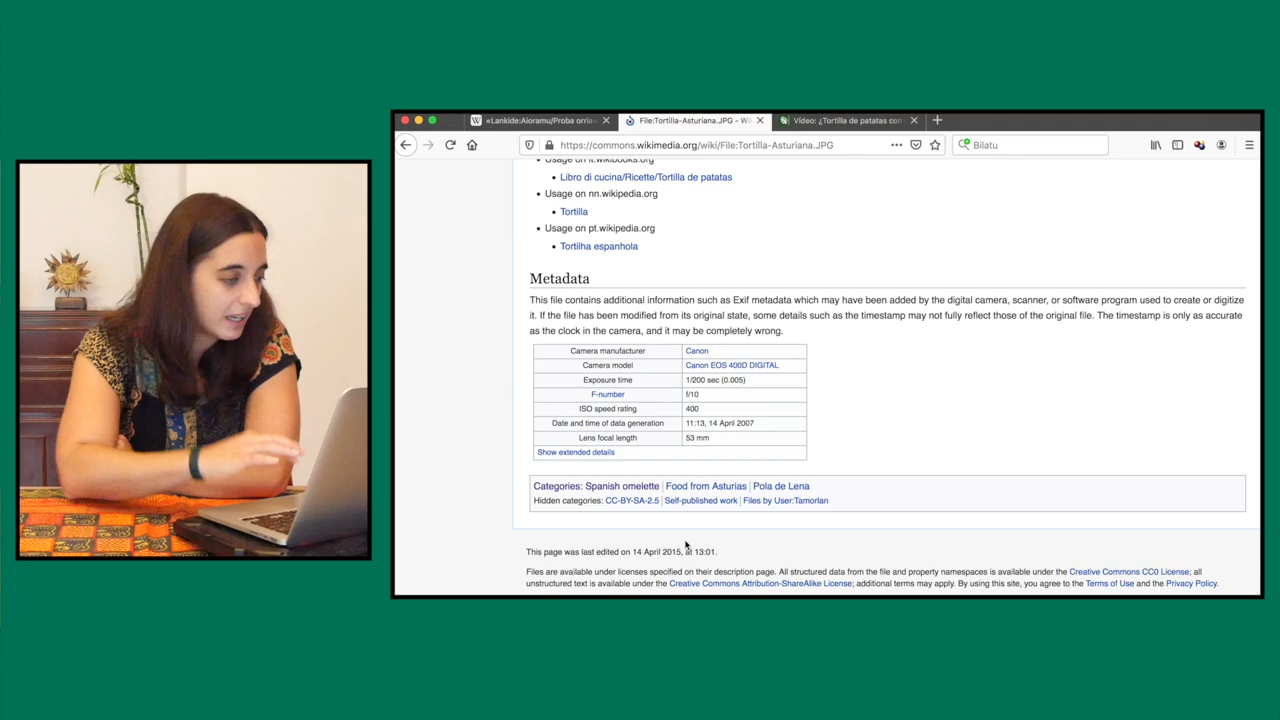 «Lankide:Aioramu/Proba orria
File:Tortilla-Asturiana.JPG - Wi
Vídeo: ¿Tortilla de patatas con
https://commons.wikimedia.org/wiki/File:Tortilla-Asturiana.JPG
Bilatu
Usage on it.wikibooks.org
Libro di cucina/Ricette/Tortilla de patatas
Usage on nn.wikipedia.org
Tortilla
Usage on pt.wikipedia.org
Tortilha espanhola
Metadata
This file contains additional information such as Exif metadata which may have been added by the digital camera, scanner, or software program used to create or digitize
it. If the file has been modified from its original state, some details such as the timestamp may not fully reflect those of the original file. The timestamp is only as accurate
as the clock in the camera, and it may be completely wrong.
Camera manufacturer Canon
Camera model Canon EOS 400D DIGITAL
Exposure time 1/200 sec (0.005)
F-number f/10
ISO speed rating 400
Date and time of data generation 11:13, 14 April 2007
Lens focal length 53 mm
Show extended details
Categories: Spanish omelette | Food from Asturias | Pola de Lena
Hidden categories: CC-BY-SA-2.5 | Self-published work | Files by User:Tamorlan
This page was last edited on 14 April 2015, at 13:01.
Files are available under licenses specified on their description page. All structured data from the file and property namespaces is available under the Creative Commons CC0 License; all
unstructured text is available under the Creative Commons Attribution-ShareAlike License; additional terms may apply. By using this site, you agree to the Terms of Use and the Privacy Policy.